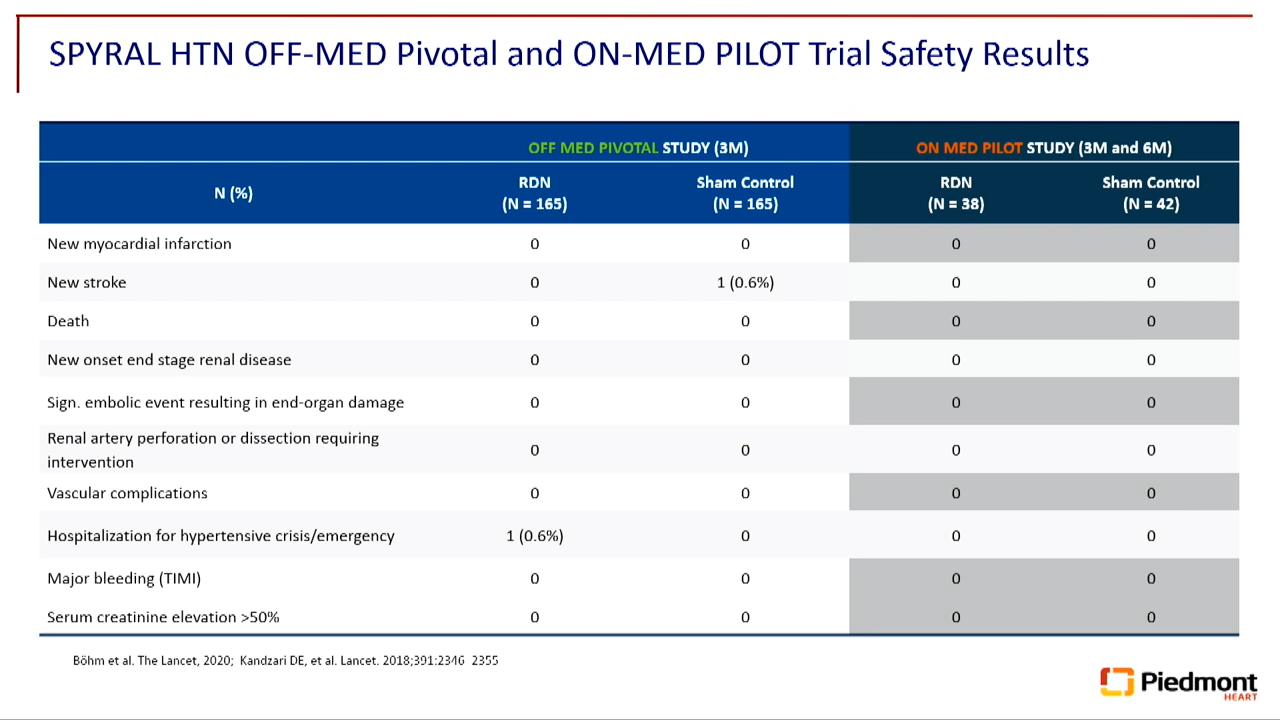 SPYRAL HTN OFF-MED Pivotal and ON-MED PILOT Trial Safety Results
OFF MED PIVOTAL STUDY (3M) ON MED PILOT STUDY (3M and 6M)
N (%) RDN (N = 165) Sham Control (N = 165) RDN (N = 38) Sham Control (N = 42)
New myocardial infarction 0 0 0 0
New stroke 0 1 (0.6%) 0 0
Death 0 0 0 0
New onset end stage renal disease 0 0 0 0
Sign. embolic event resulting in end-organ damage 0 0 0 0
Renal artery perforation or dissection requiring
intervention 0 0 0 0
Vascular complications 0 0 0 0
Hospitalization for hypertensive crisis/emergency 1 (0.6%) 0 0 0
Major bleeding (TIMI) 0 0 0 0
Serum creatinine elevation >50% 0 0 0 0
Böhm et al. The Lancet, 2020; Kandzari DE, et al. Lancet. 2018;391:2346 2355
Piedmont
HEART